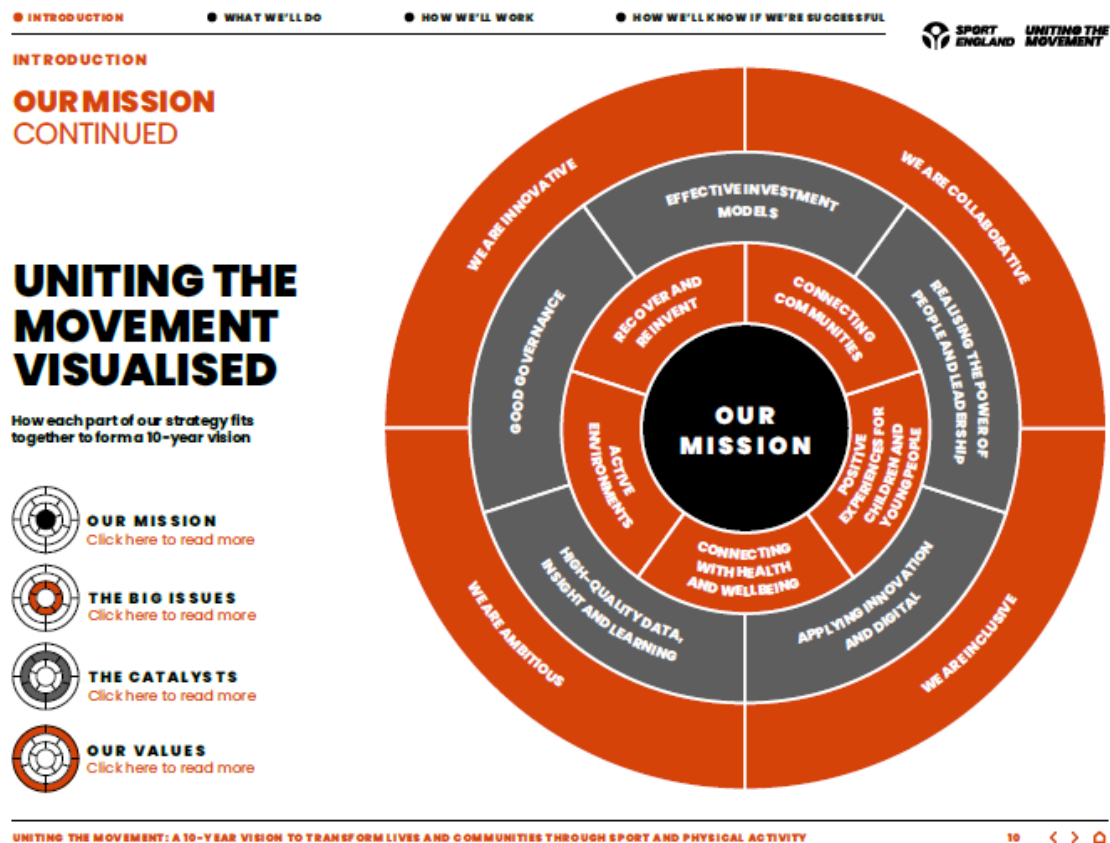 INTRODUCTION
WHAT WE'LL DO
HOW WE'LL WORK
HOW WE'LL KNOW IF WE'RE SUCCESSFUL
SPORT
ENGLAND
UNITING THE
MOVEMENT
INTRODUCTION
OUR MISSION
CONTINUED
UNITING THE
MOVEMENT
VISUALISED
How each part of our strategy fits
together to form a 10-year vision
OUR MISSION
Click here to read more
THE BIG ISSUES
Click here to read more
THE CATALYSTS
Click here to read more
OUR VALUES
Click here to read more
WE ARE INNOVATIVE
WE ARE COLLABORATIVE
WE ARE INCLUSIVE
WE ARE AMBITIOUS
EFFECTIVE INVESTMENT
MODELS
REALISING THE POWER OF
PEOPLE AND LEADERSHIP
APPLYING INNOVATION
AND DIGITAL
HIGH-QUALITY DATA,
INSIGHT AND LEARNING
GOOD GOVERNANCE
RECOVER AND
REINVENT
CONNECTING
COMMUNITIES
POSITIVE
EXPERIENCES FOR
CHILDREN AND
YOUNG PEOPLE
CONNECTING
WITH HEALTH
AND WELLBEING
ACTIVE
ENVIRONMENTS
OUR
MISSION
UNITING THE MOVEMENT: A 10-YEAR VISION TO TRANSFORM LIVES AND COMMUNITIES THROUGH SPORT AND PHYSICAL ACTIVITY
10